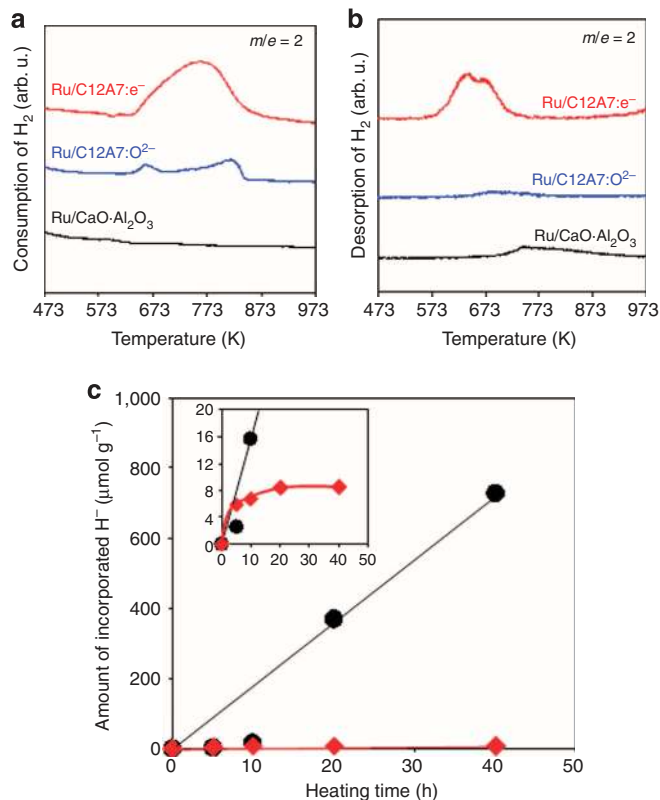 a
m/e = 2
Ru/C12A7:e⁻
Ru/C12A7:O²⁻
Ru/CaO·Al₂O₃
Consumption of H₂ (arb. u.)
473 573 673 773 873 973
Temperature (K)
b
m/e = 2
Ru/C12A7:e⁻
Ru/C12A7:O²⁻
Ru/CaO·Al₂O₃
Desorption of H₂ (arb. u.)
473 573 673 773 873 973
Temperature (K)
c
Amount of incorporated H⁻ (μmol g⁻¹)
1,000
800
600
400
200
0
20
16
12
8
4
0
0 10 20 30 40 50
0 10 20 30 40 50
Heating time (h)